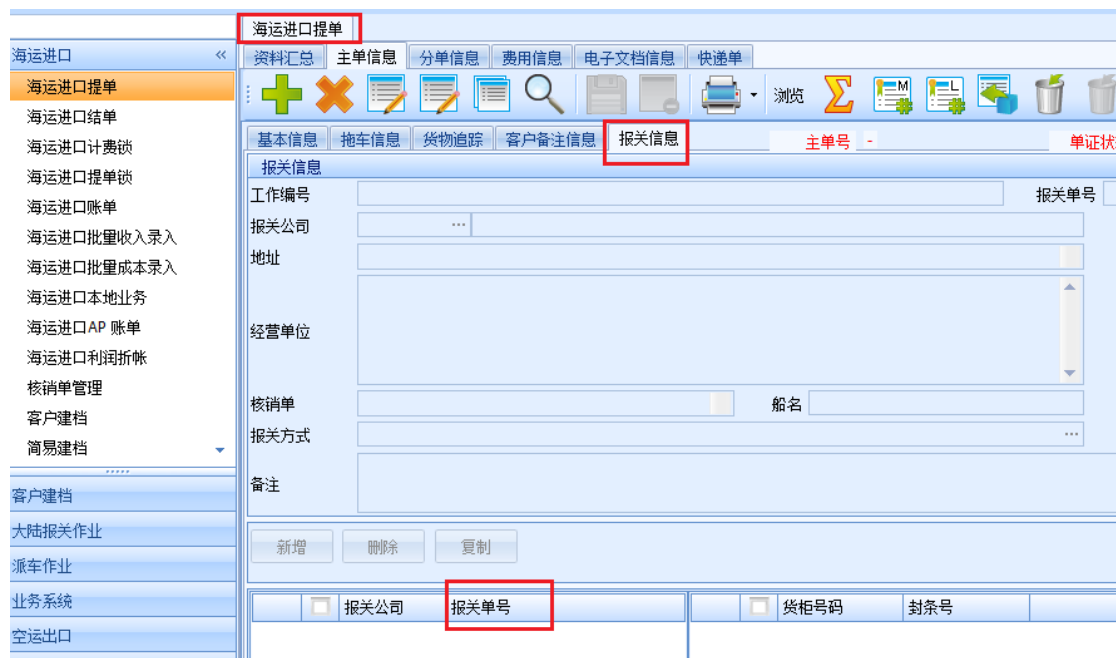 海运进口提单
海运进口 «
资料汇总 主单信息 分单信息 费用信息 电子文档信息 快递单
海运进口提单
海运进口结单
海运进口计费锁
海运进口提单锁
海运进口账单
海运进口批量收入录入
海运进口批量成本录入
海运进口本地业务
海运进口AP 账单
海运进口利润折帐
核销单管理
客户建档
简易建档
客户建档
大陆报关作业
派车作业
业务系统
空运出口
浏览 M L
基本信息 拖车信息 货物追踪 客户备注信息 报关信息 主单号 - 单证状
报关信息
工作编号 报关单号
报关公司 ...
地址
经营单位
核销单 船名
报关方式 ...
备注
新增 删除 复制
报关公司 报关单号 货柜号码 封条号